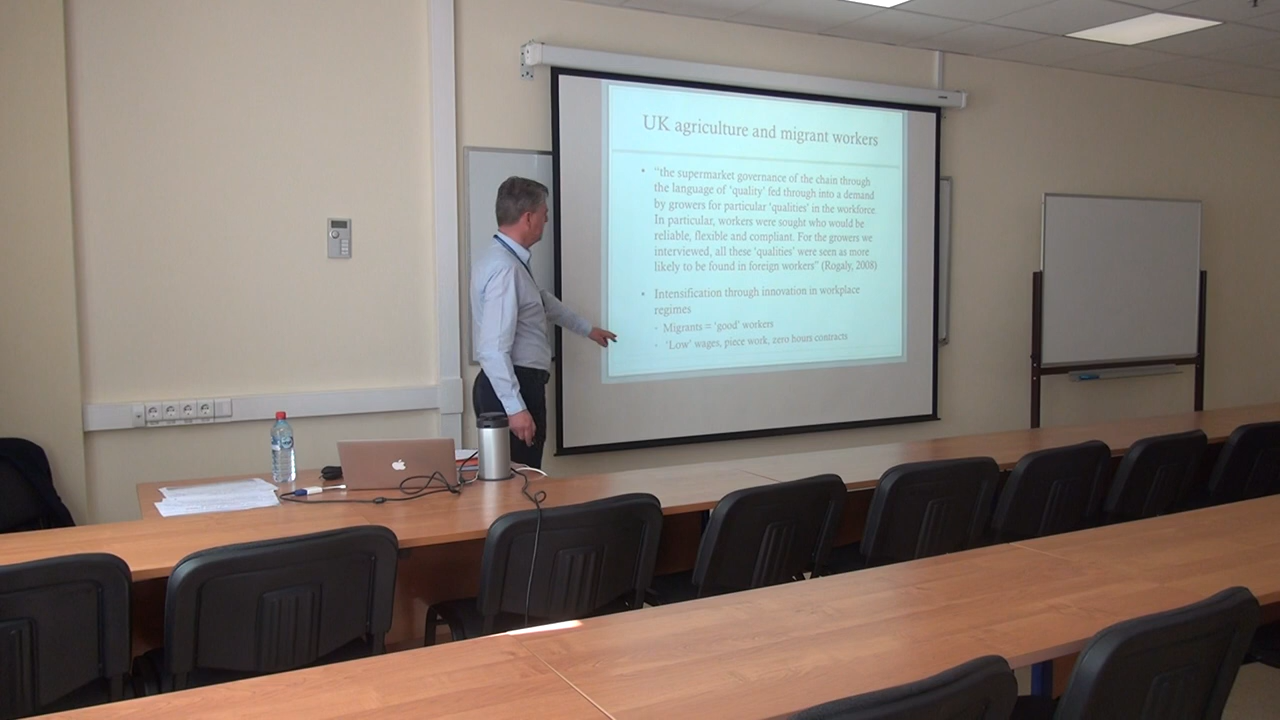 UK agriculture and migrant workers
“the supermarket governance of the chain through
the language of ‘quality’ fed through into a demand
by growers for particular ‘qualities’ in the workforce.
In particular, workers were sought who would be
reliable, flexible and compliant. For the growers we
interviewed, all these ‘qualities’ were seen as more
likely to be found in foreign workers” (Rogaly, 2008)
Intensification through innovation in workplace
regimes
Migrants = ‘good’ workers
‘Low’ wages, piece work, zero hours contracts